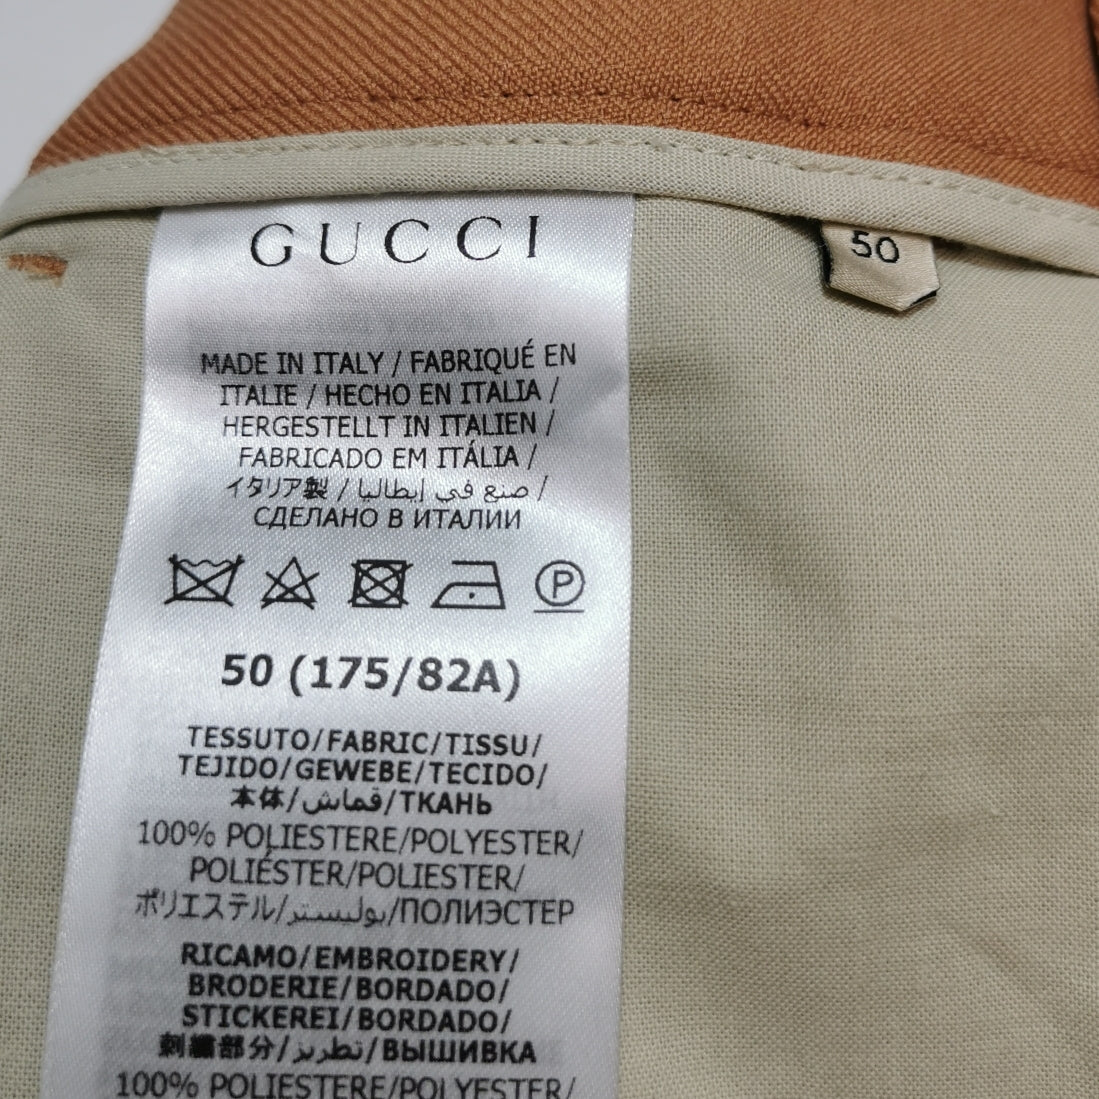 GUCCI
50
MADE IN ITALY / FABRIQUÉ EN
ITALIE / HECHO EN ITALIA /
HERGESTELLT IN ITALIEN /
FABRICADO EM ITÁLIA /
イタリア製 / صنع في إيطاليا /
СДЕЛАНО В ИТАЛИИ
P
50 (175/82A)
TESSUTO/FABRIC/TISSU/
TEJIDO/GEWEBE/TECIDO/
本体/قماش/ТКАНЬ
100% POLIESTERE/POLYESTER/
POLIÉSTER/POLIESTER/
ポリエステル/بوليستر/ПОЛИЭСТЕР
RICAMO/EMBROIDERY/
BRODERIE/BORDADO/
STICKEREI/BORDADO/
刺繍部分/تطريز/ВЫШИВКА
100% POLIESTERE/POLYESTER/